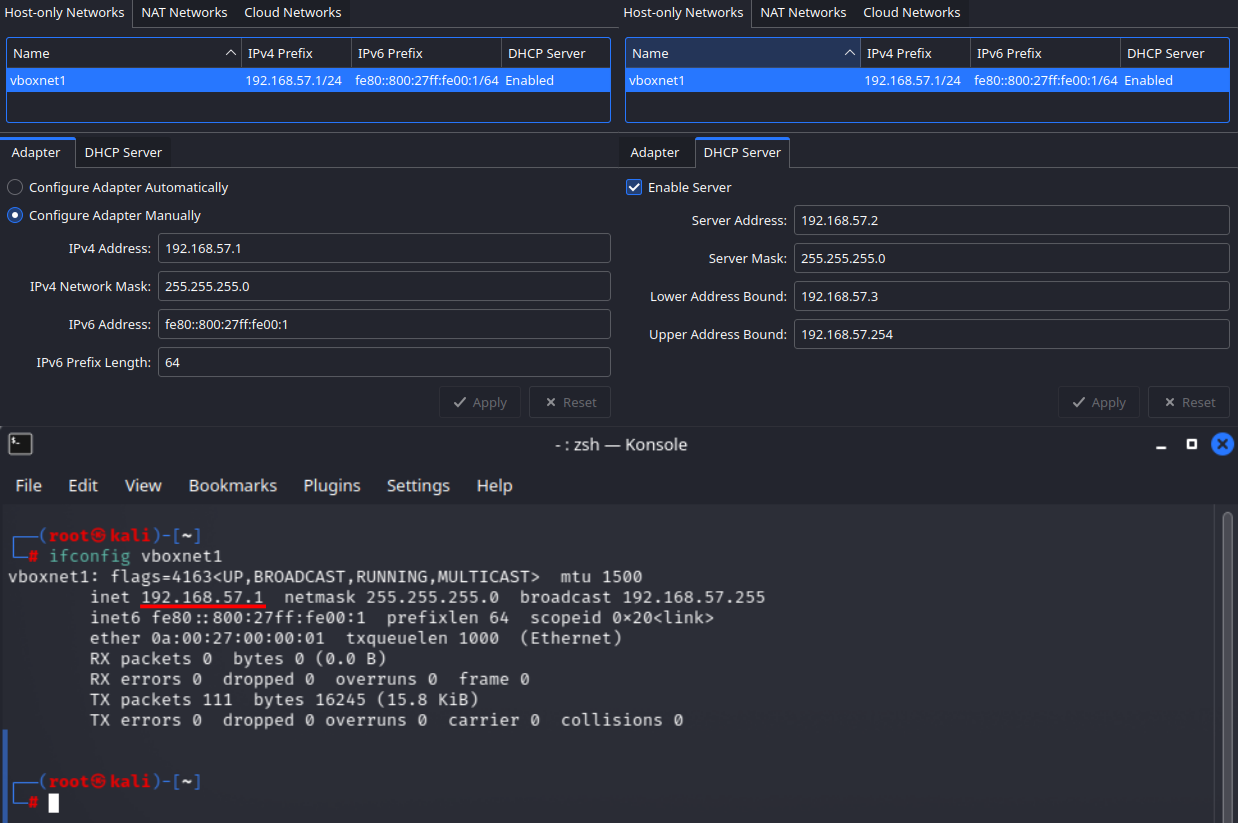 Host-only Networks NAT Networks Cloud Networks
Name IPv4 Prefix IPv6 Prefix DHCP Server
vboxnet1 192.168.57.1/24 fe80::800:27ff:fe00:1/64 Enabled
Adapter DHCP Server
Configure Adapter Automatically
Configure Adapter Manually
IPv4 Address: 192.168.57.1
IPv4 Network Mask: 255.255.255.0
IPv6 Address: fe80::800:27ff:fe00:1
IPv6 Prefix Length: 64
Apply Reset
Host-only Networks NAT Networks Cloud Networks
Name IPv4 Prefix IPv6 Prefix DHCP Server
vboxnet1 192.168.57.1/24 fe80::800:27ff:fe00:1/64 Enabled
Adapter DHCP Server
Enable Server
Server Address: 192.168.57.2
Server Mask: 255.255.255.0
Lower Address Bound: 192.168.57.3
Upper Address Bound: 192.168.57.254
Apply Reset
- : zsh — Konsole
File Edit View Bookmarks Plugins Settings Help
┌──(root㉿kali)-[~]
└─# ifconfig vboxnet1
vboxnet1: flags=4163<UP,BROADCAST,RUNNING,MULTICAST> mtu 1500
inet 192.168.57.1 netmask 255.255.255.0 broadcast 192.168.57.255
inet6 fe80::800:27ff:fe00:1 prefixlen 64 scopeid 0×20<link>
ether 0a:00:27:00:00:01 txqueuelen 1000 (Ethernet)
RX packets 0 bytes 0 (0.0 B)
RX errors 0 dropped 0 overruns 0 frame 0
TX packets 111 bytes 16245 (15.8 KiB)
TX errors 0 dropped 0 overruns 0 carrier 0 collisions 0
┌──(root㉿kali)-[~]
└─#